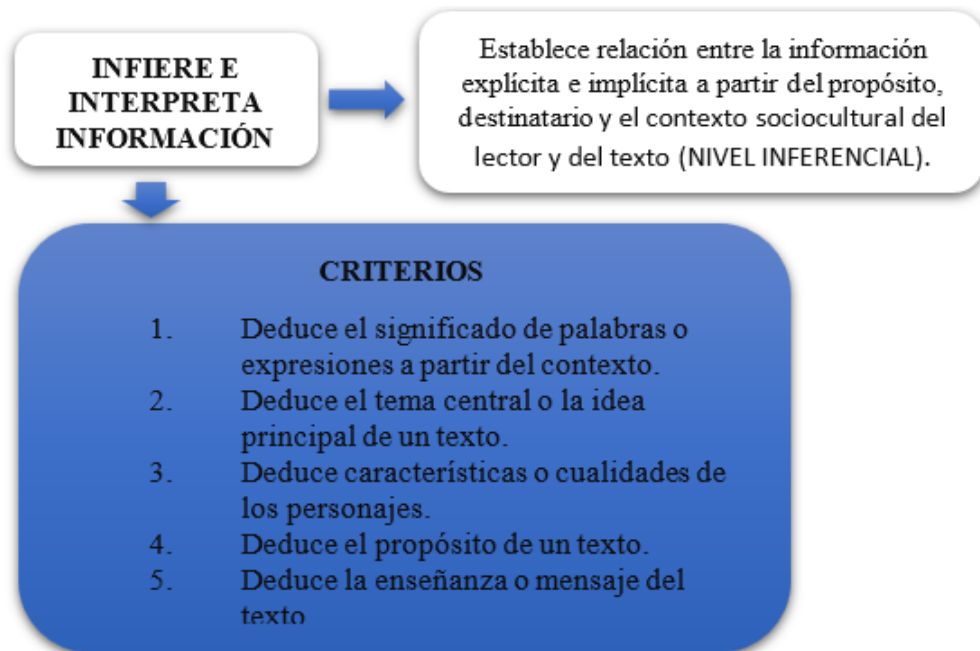 INFIERE E
INTERPRETA
INFORMACIÓN
Establece relación entre la información
explícita e implícita a partir del propósito,
destinatario y el contexto sociocultural del
lector y del texto (NIVEL INFERENCIAL).
CRITERIOS
1. Deduce el significado de palabras o
expresiones a partir del contexto.
2. Deduce el tema central o la idea
principal de un texto.
3. Deduce características o cualidades de
los personajes.
4. Deduce el propósito de un texto.
5. Deduce la enseñanza o mensaje del
texto